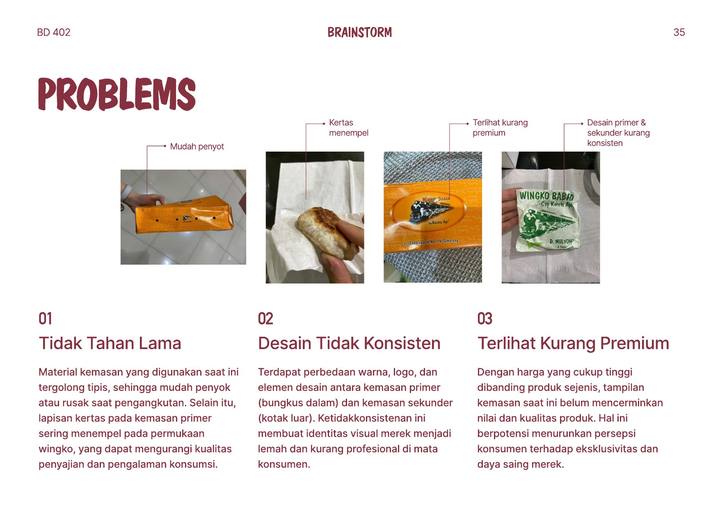 BD 402
BRAINSTORM
35
PROBLEMS
Mudah penyot
Kertas
menempel
Terlihat kurang
premium
Desain primer &
sekunder kurang
konsisten
WINGKO BABAD
Cap Kereta Api
D. MULYONO
01
Tidak Tahan Lama
Material kemasan yang digunakan saat ini
tergolong tipis, sehingga mudah penyok
atau rusak saat pengangkutan. Selain itu,
lapisan kertas pada kemasan primer
sering menempel pada permukaan
wingko, yang dapat mengurangi kualitas
penyajian dan pengalaman konsumsi.
02
Desain Tidak Konsisten
Terdapat perbedaan warna, logo, dan
elemen desain antara kemasan primer
(bungkus dalam) dan kemasan sekunder
(kotak luar). Ketidakkonsistenan ini
membuat identitas visual merek menjadi
lemah dan kurang profesional di mata
konsumen.
03
Terlihat Kurang Premium
Dengan harga yang cukup tinggi
dibanding produk sejenis, tampilan
kemasan saat ini belum mencerminkan
nilai dan kualitas produk. Hal ini
berpotensi menurunkan persepsi
konsumen terhadap eksklusivitas dan
daya saing merek.